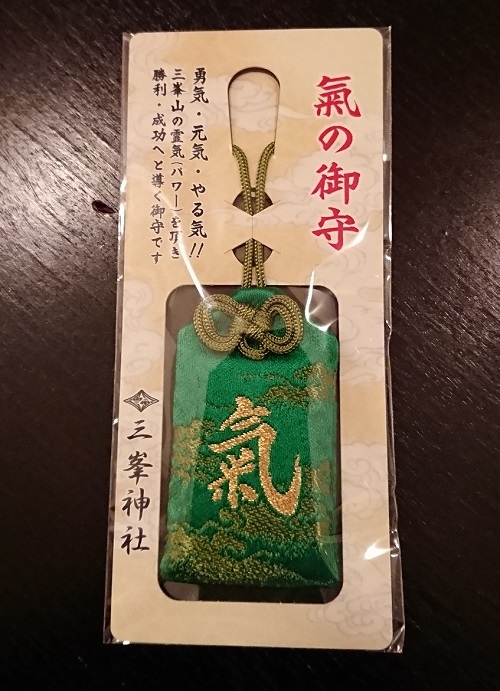 氣の御守
勇気・元気・やる気!!
三峯山の霊気(パワー)を頂き
勝利・成功へと導く御守です
氣
三峯神社